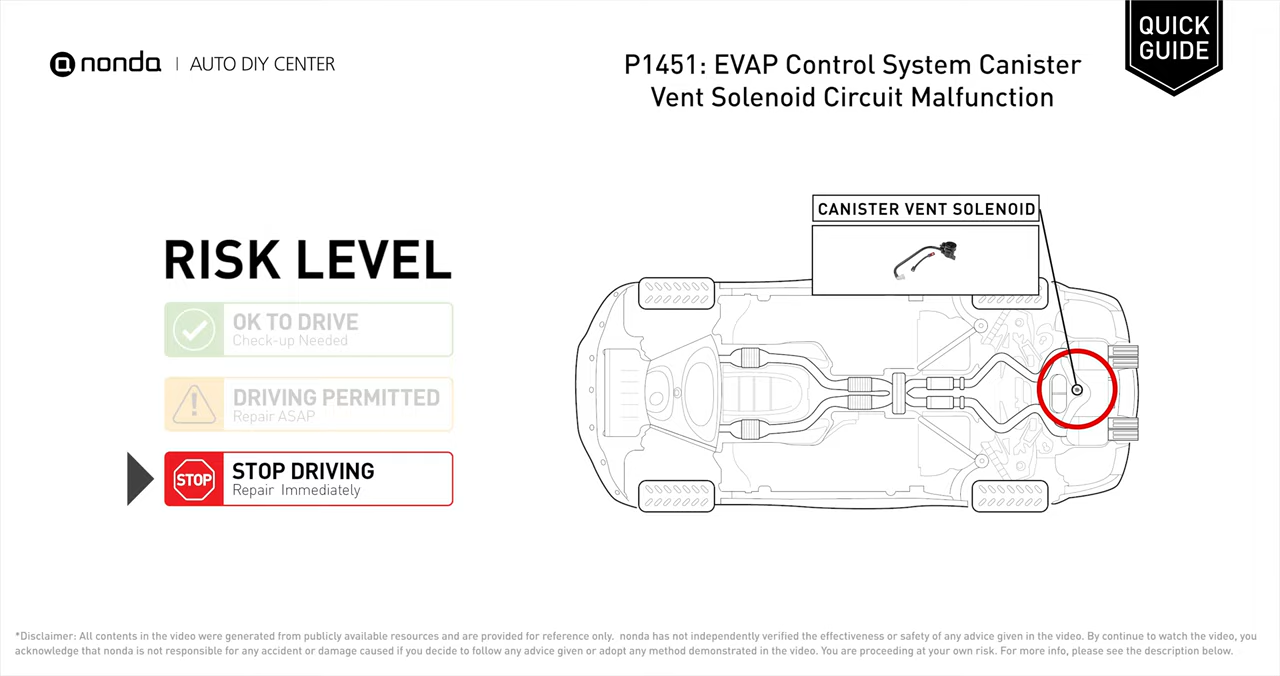 nonda | AUTO DIY CENTER
P1451: EVAP Control System Canister
Vent Solenoid Circuit Malfunction
QUICK
GUIDE
CANISTER VENT SOLENOID
RISK LEVEL
OK TO DRIVE
Check-up Needed
DRIVING PERMITTED
Repair ASAP
STOP
STOP DRIVING
Repair Immediately
*Disclaimer: All contents in the video were generated from publicly available resources and are provided for reference only. nonda has not independently verified the effectiveness or safety of any advice given in the video. By continue to watch the video, you
acknowledge that nonda is not responsible for any accident or damage caused if you decide to follow any advice given or adopt any method demonstrated in the video. You are proceeding at your own risk. For more info, please see the description below.